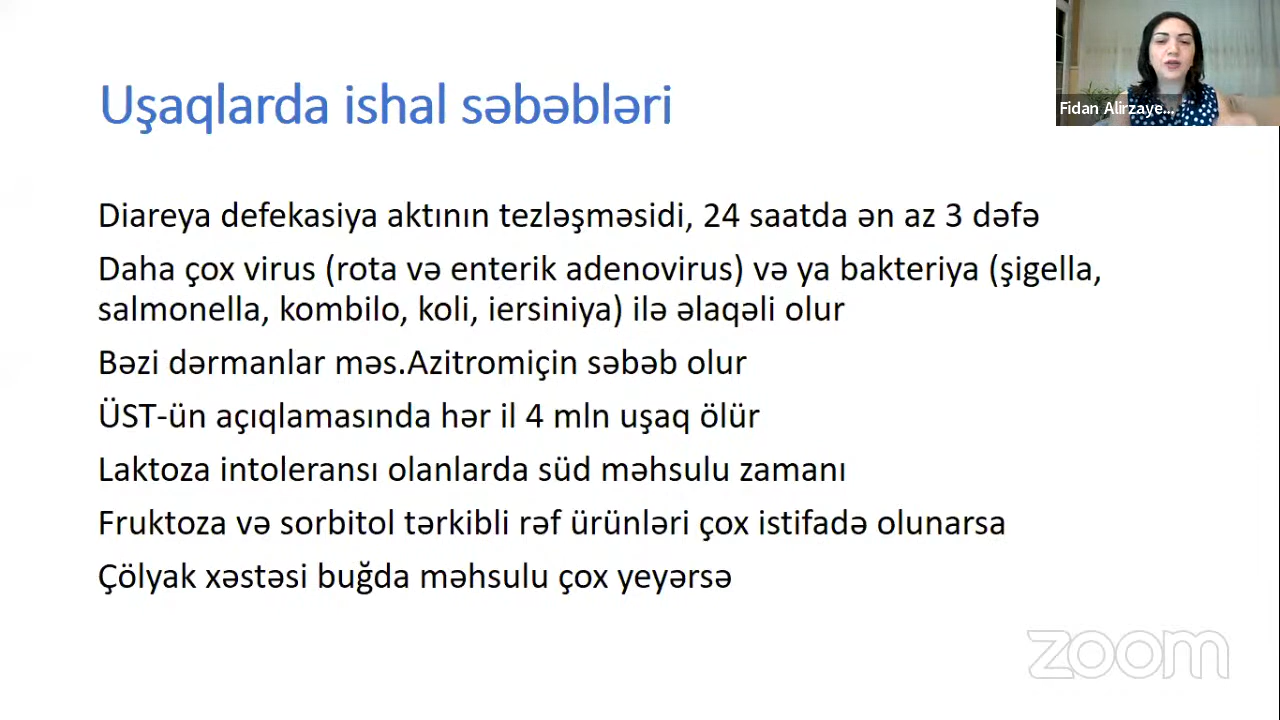 Uşaqlarda ishal səbəbləri
Fidan Alirzaye...
Diareya defekasiya aktının tezləşməsidi, 24 saatda ən az 3 dəfə
Daha çox virus (rota və enterik adenovirus) və ya bakteriya (şigella,
salmonella, kombilo, koli, iersiniya) ilə əlaqəli olur
Bəzi dərmanlar məs.Azitromiçin səbəb olur
ÜST-ün açıqlamasında hər il 4 mln uşaq ölür
Laktoza intoleransı olanlarda süd məhsulu zamanı
Fruktoza və sorbitol tərkibli rəf ürünləri çox istifadə olunarsa
Çölyak xəstəsi buğda məhsulu çox yeyərsə
zoom